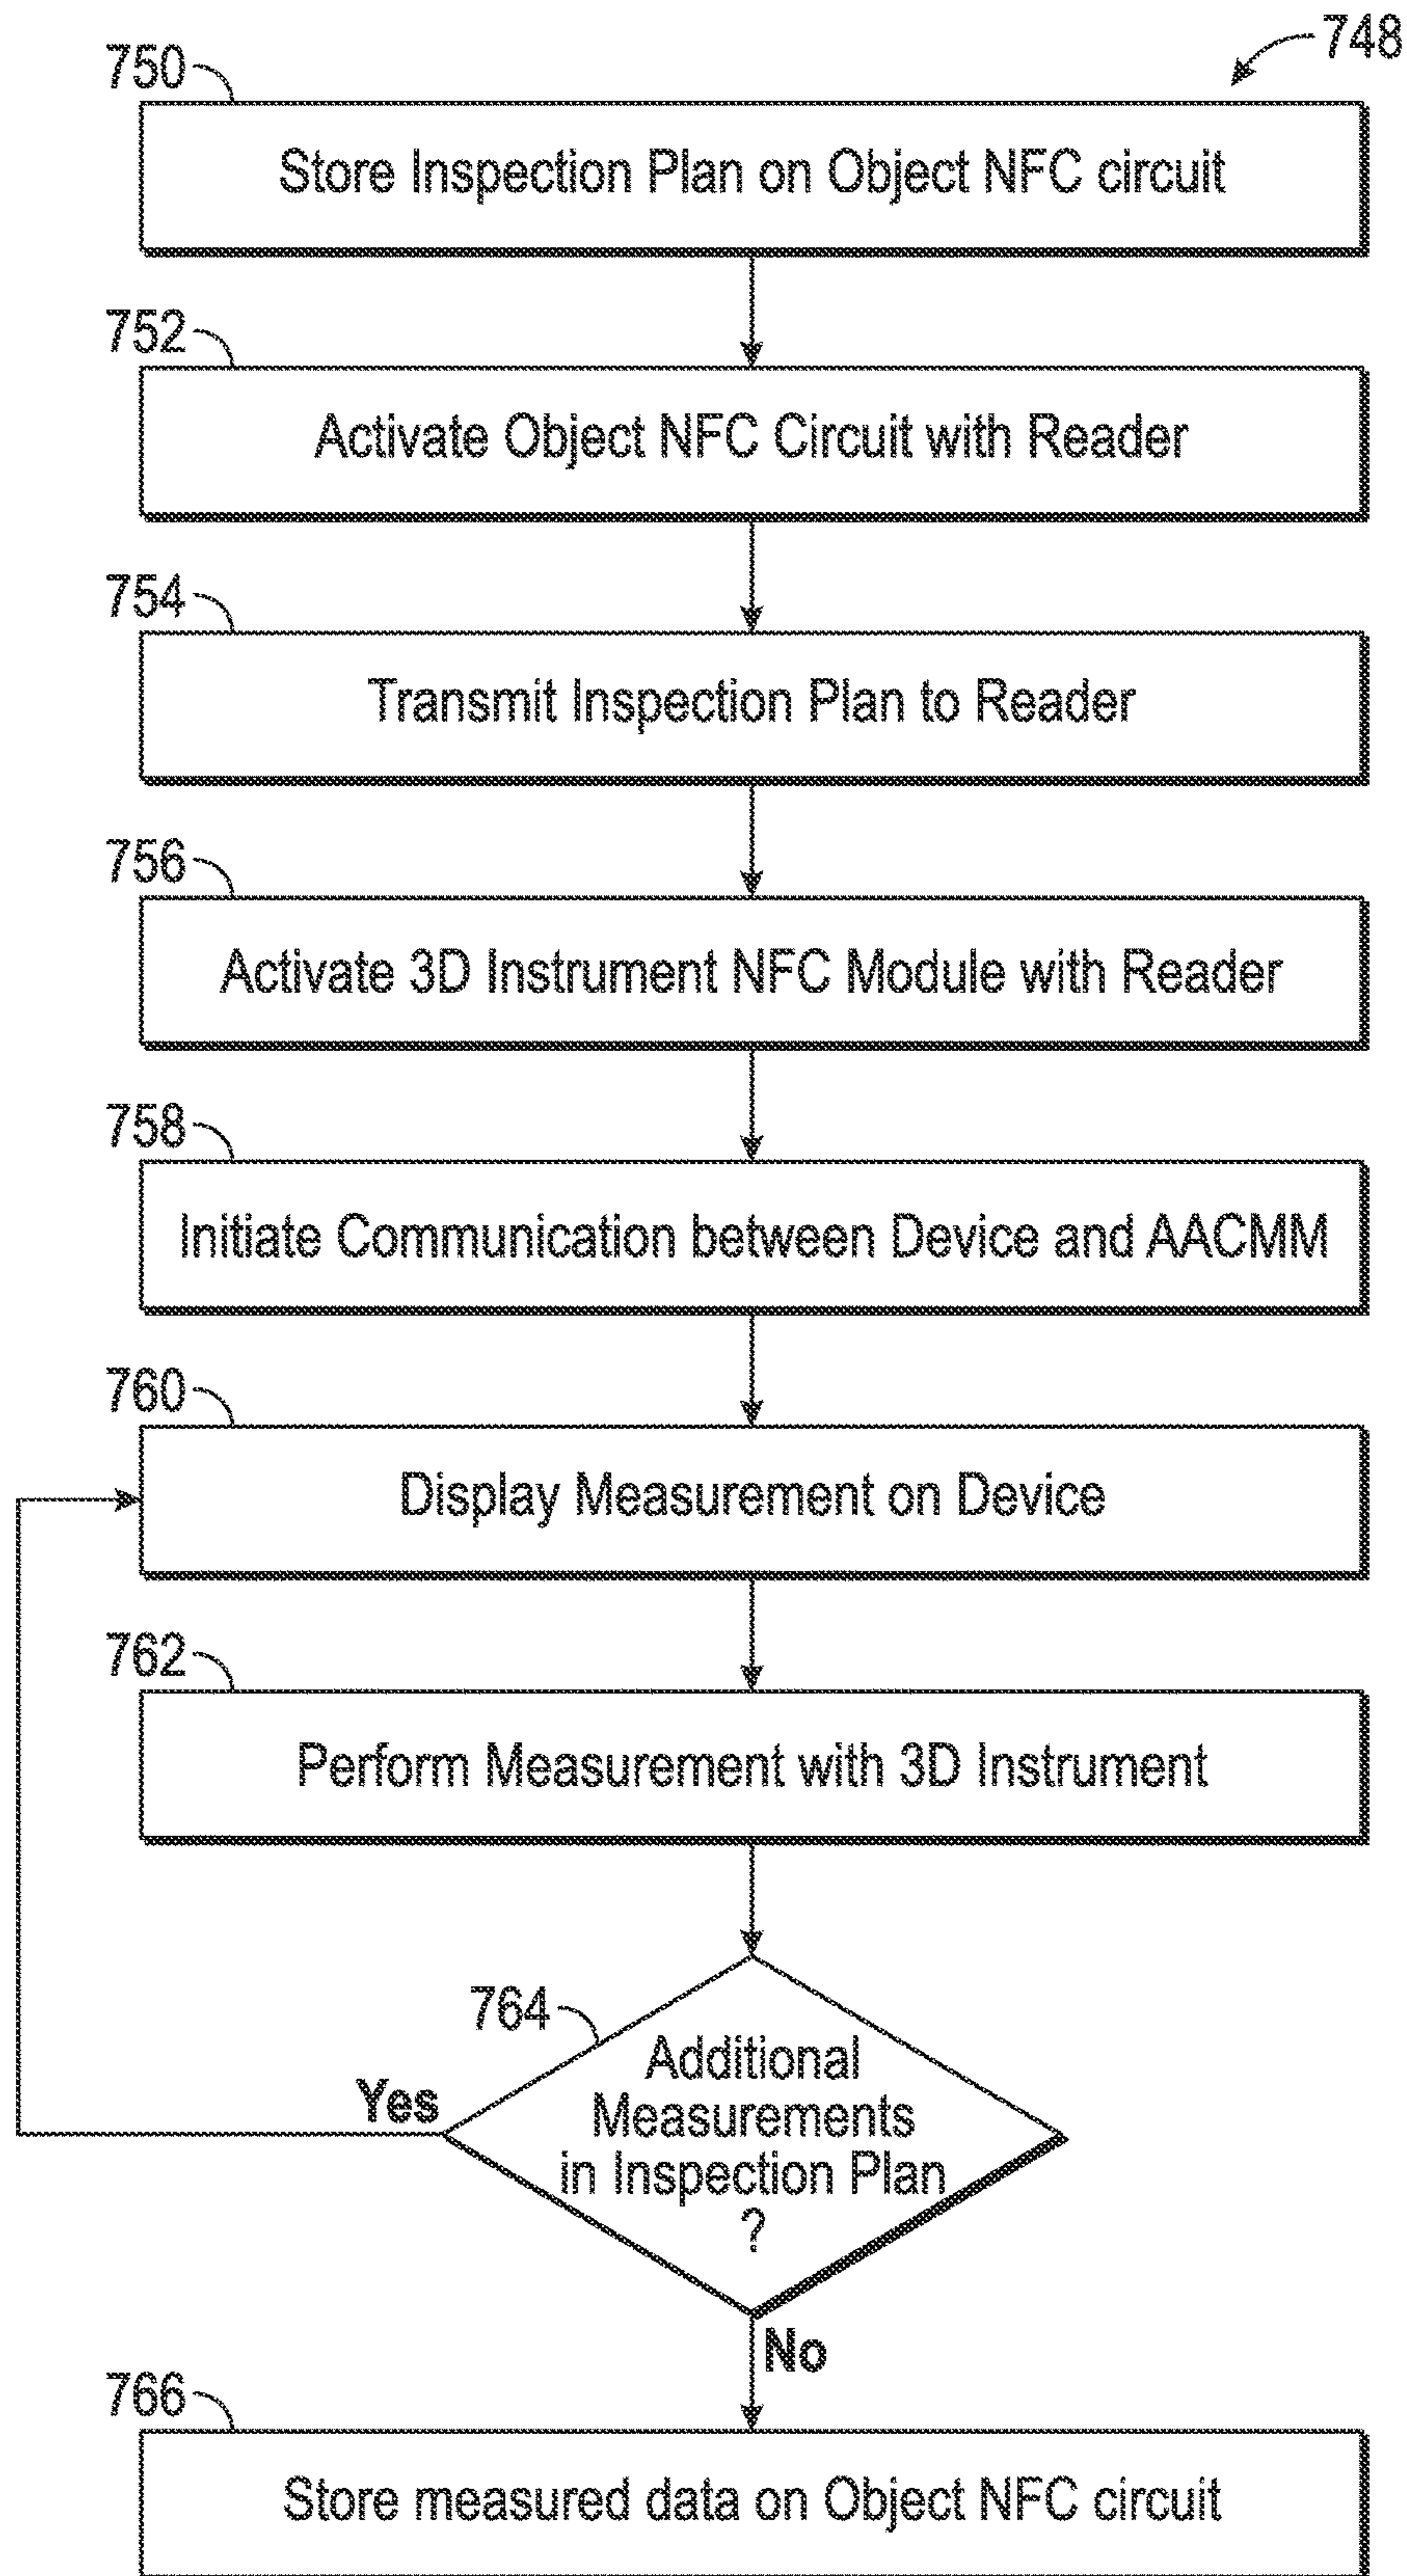 748
750
Store Inspection Plan on Object NFC circuit
752
Activate Object NFC Circuit with Reader
754
Transmit Inspection Plan to Reader
756
Activate 3D Instrument NFC Module with Reader
758
Initiate Communication between Device and AACMM
760
Display Measurement on Device
762
Perform Measurement with 3D Instrument
764
Additional
Measurements
in Inspection Plan
?
Yes
No
766
Store measured data on Object NFC circuit